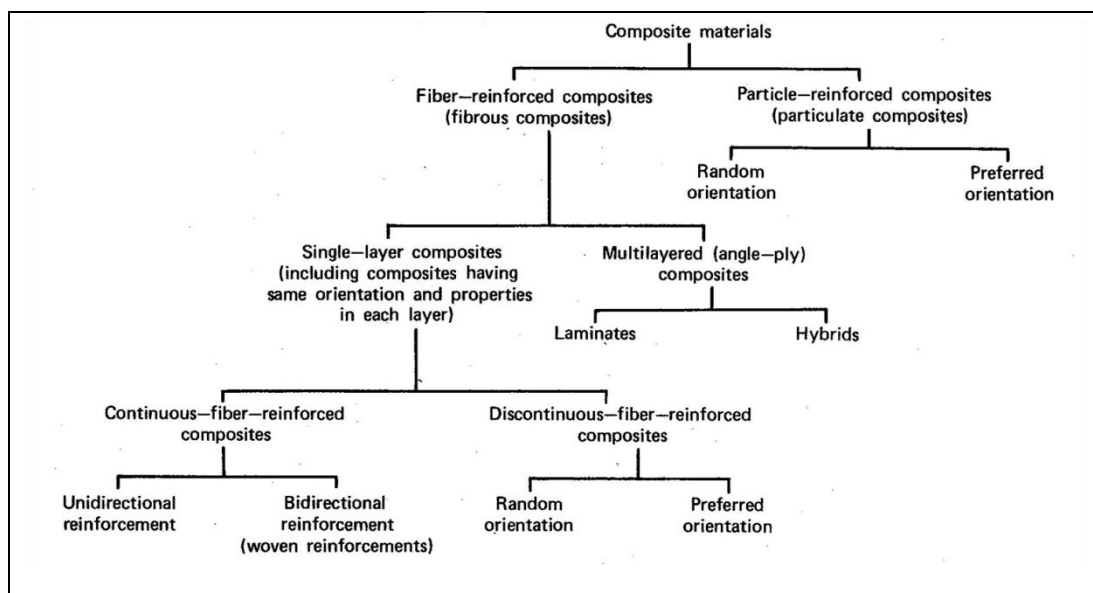 Composite materials
Fiber—reinforced composites
(fibrous composites)
Particle—reinforced composites
(particulate composites)
Random
orientation
Preferred
orientation
Single—layer composites
(including composites having
same orientation and properties
in each layer)
Multilayered (angle—ply)
composites
Laminates
Hybrids
Continuous—fiber—reinforced
composites
Discontinuous—fiber—reinforced
composites
Unidirectional
reinforcement
Bidirectional
reinforcement
(woven reinforcements)
Random
orientation
Preferred
orientation